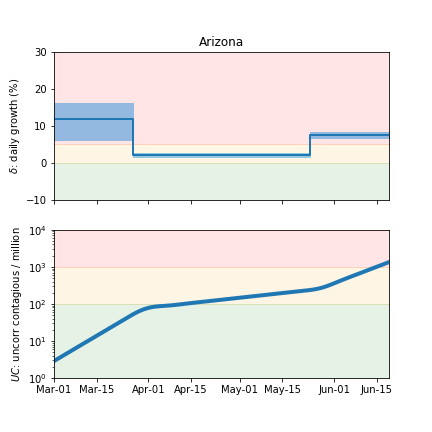 Arizona
δ: daily growth (%)
30
20
10
0
−10
UC: uncorr contagious / million
10⁴
10³
10²
10¹
10⁰
Mar-01 Mar-15 Apr-01 Apr-15 May-01 May-15 Jun-01 Jun-15